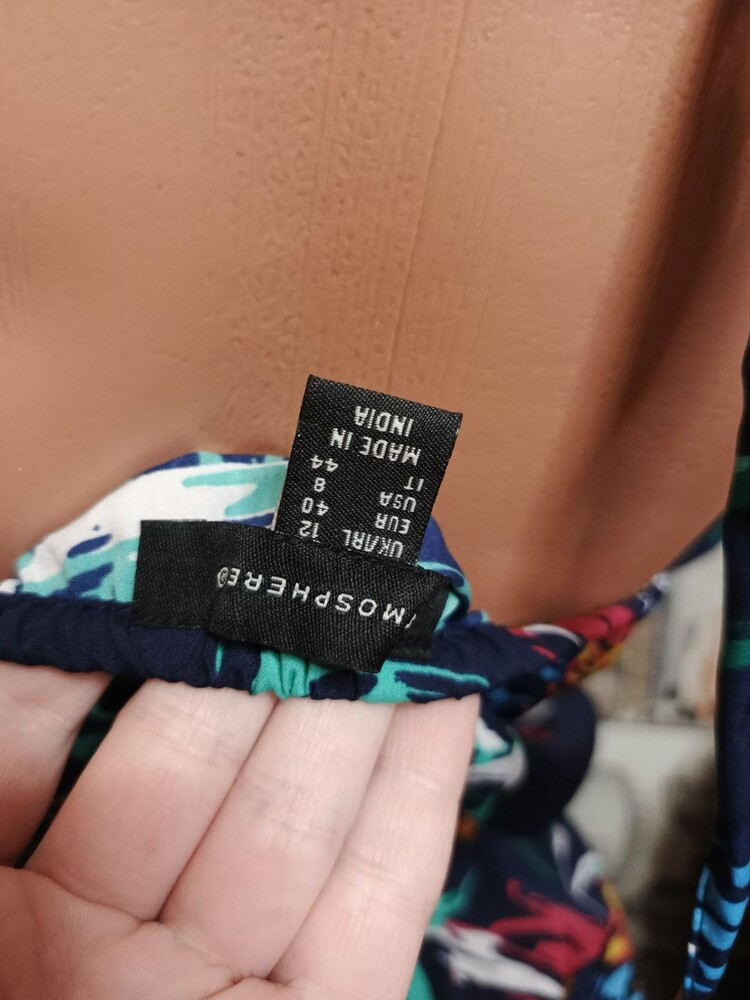 /MOSPHERE®
UK/IRL 12
EUR 40
USA 8
IT 44
MADE IN
INDIA